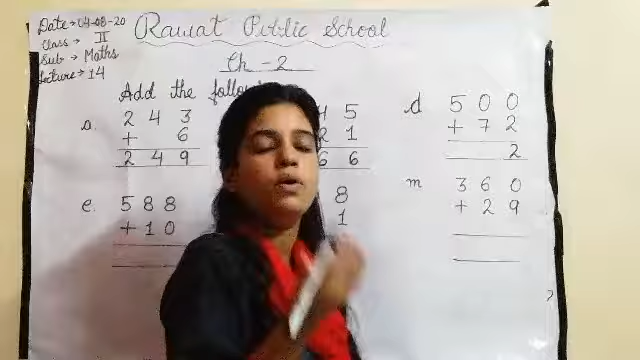 Date → 04-08-20
Rawat Public School
Class → II
Sub → Maths
Lecture → 14
Ch - 2
Add the
a. 2 4 3
+ 6
2 4 9
4 5
2 1
6 6
d 5 0 0
+ 7 2
2
e. 5 8 8
+ 1 0
8
1
m 3 6 0
+ 2 9